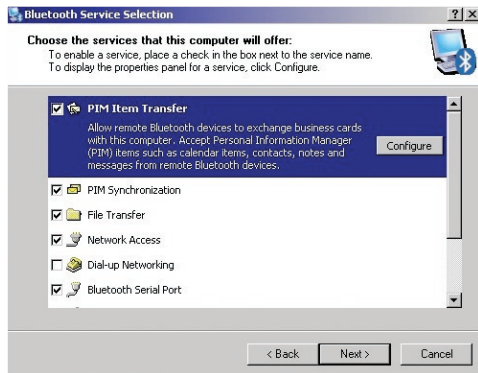 Bluetooth Service Selection
Choose the services that this computer will offer:
To enable a service, place a check in the box next to the service name.
To display the properties panel for a service, click Configure.
PIM Item Transfer
Allow remote Bluetooth devices to exchange business cards
with this computer. Accept Personal Information Manager
(PIM) items such as calendar items, contacts, notes and
messages from remote Bluetooth devices.
Configure
PIM Synchronization
File Transfer
Network Access
Dial-up Networking
Bluetooth Serial Port
< Back
Next >
Cancel